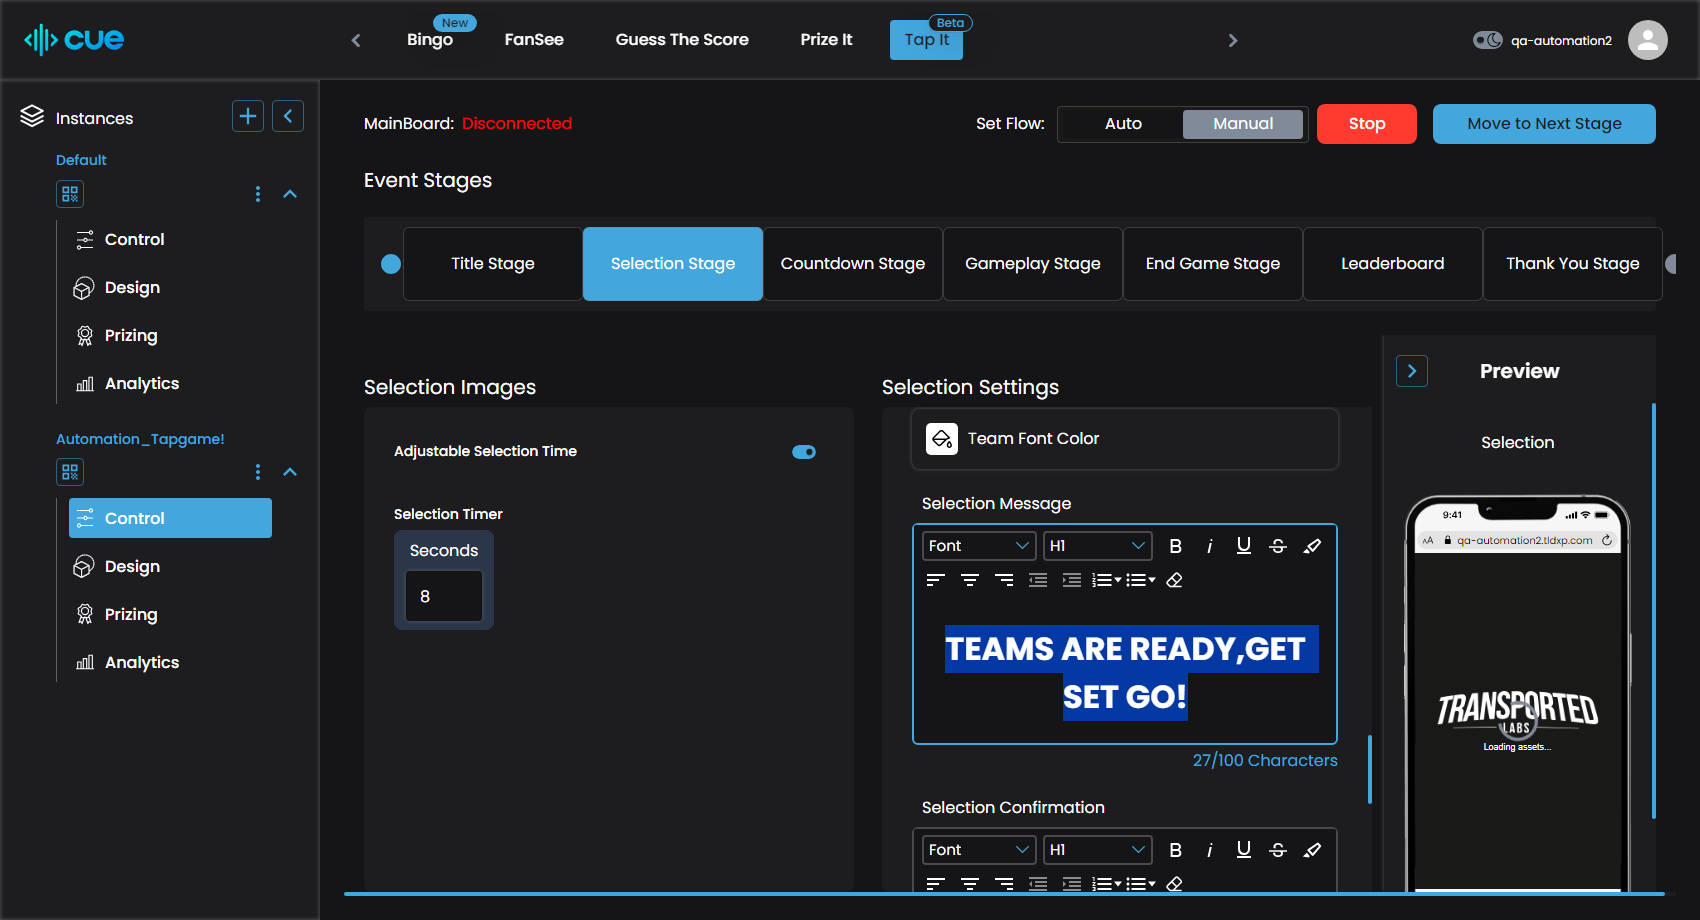 cue
New
Bingo
FanSee
Guess The Score
Prize It
Beta
Tap It
qa-automation2
Instances
Default
Control
Design
Prizing
Analytics
Automation_Tapgame!
Control
Design
Prizing
Analytics
MainBoard: Disconnected
Set Flow:
Auto
Manual
Stop
Move to Next Stage
Event Stages
Title Stage
Selection Stage
Countdown Stage
Gameplay Stage
End Game Stage
Leaderboard
Thank You Stage
Selection Images
Adjustable Selection Time
Selection Timer
Seconds
8
Selection Settings
Team Font Color
Selection Message
Font
H1
B i U S
TEAMS ARE READY,GET
SET GO!
27/100 Characters
Selection Confirmation
Font
H1
B i U S
Preview
Selection
9:41
AA
qa-automation2.tldxp.com
TRANSPORTED
LABS
Loading assets...